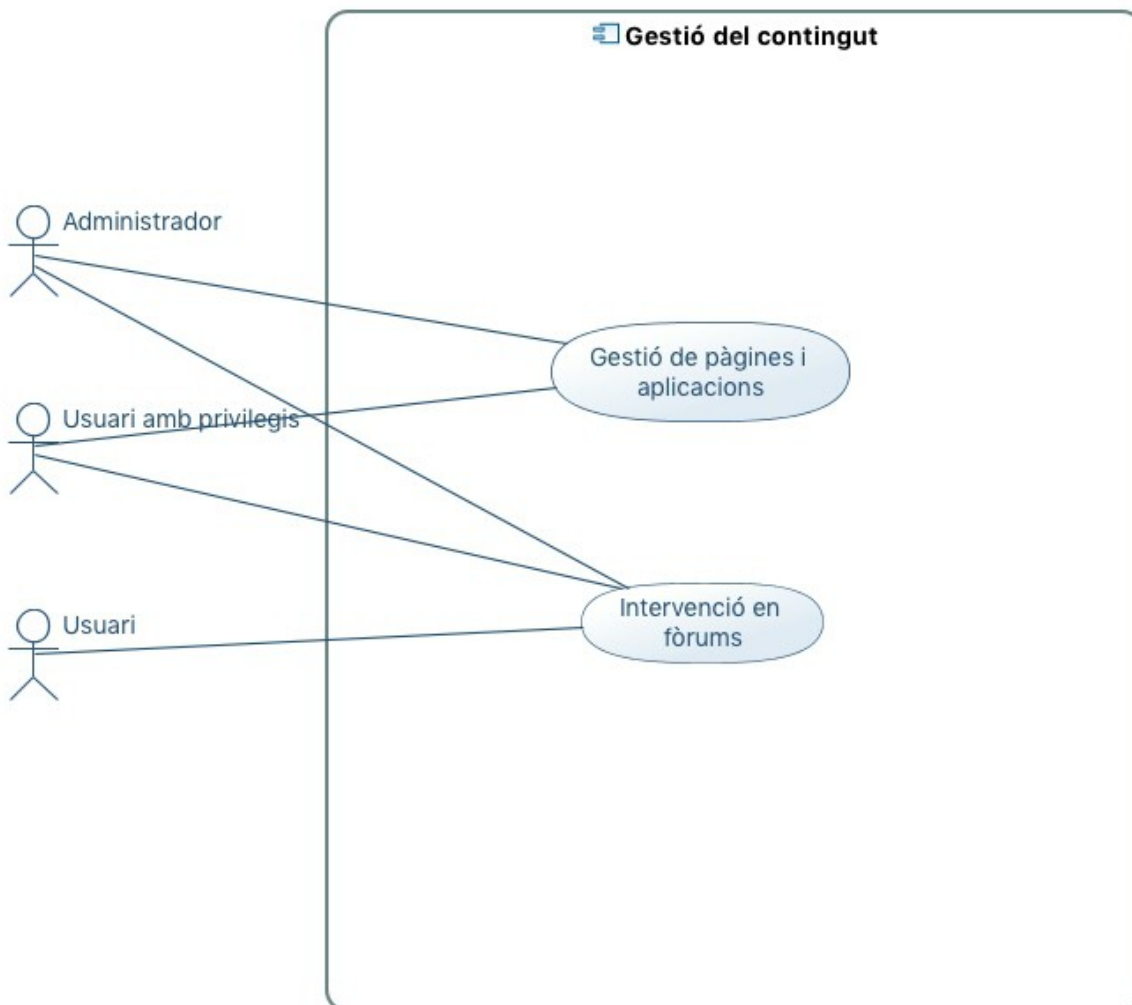 Gestió del contingut
Administrador
Gestió de pàgines i
aplicacions
Usuari amb privilegis
Intervenció en
fòrums
Usuari